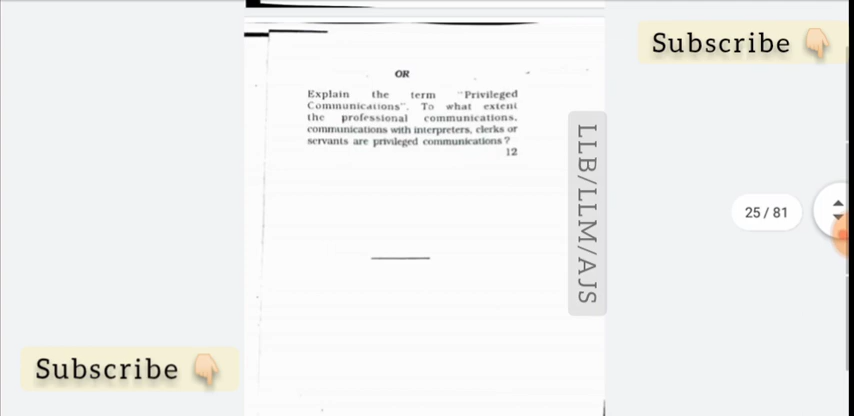 Subscribe
OR
Explain the term "Privileged
Communications". To what extent
the professional communications,
communications with interpreters, clerks or
servants are privileged communications ?
12
LLB/LLM/AJS
25 / 81
Subscribe